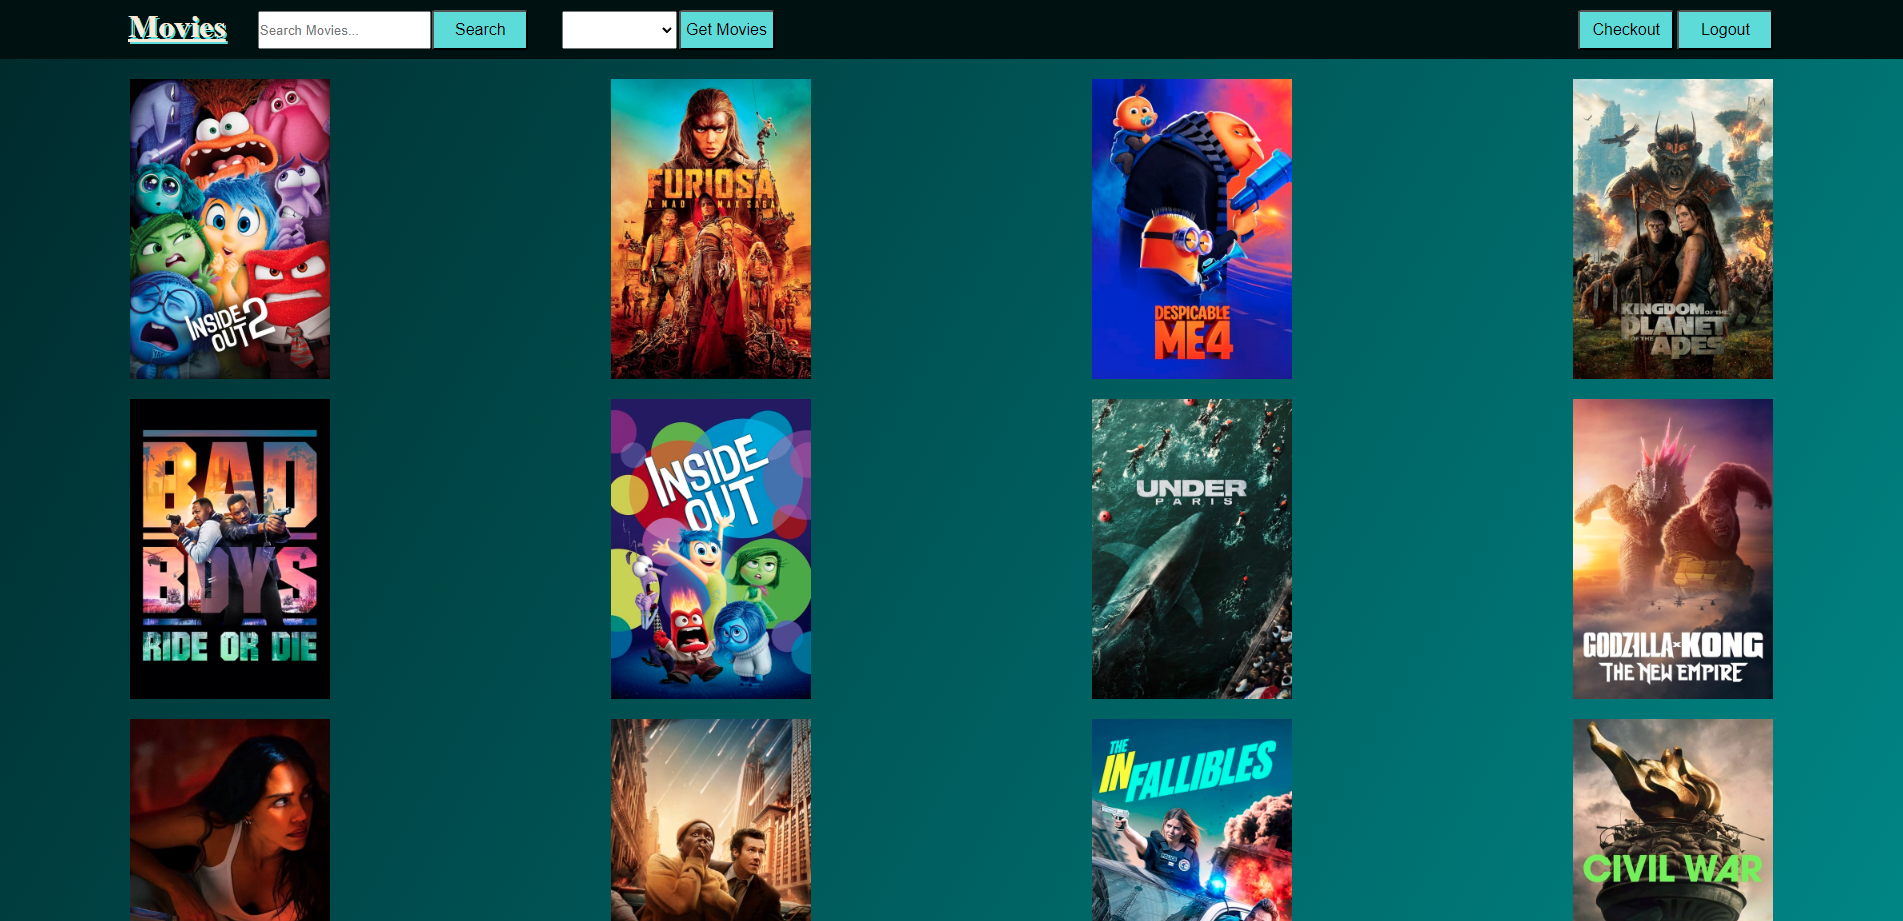 Movies
Search Movies...
Search
Get Movies
Checkout
Logout
INSIDE
OUT 2
FURIOSA
A MAD MAX SAGA
DESPICABLE
ME4
KINGDOM OF THE
PLANET
OF THE APES
BAD
BOYS
RIDE OR DIE
INSIDE
OUT
UNDER
PARIS
GODZILLA x KONG
THE NEW EMPIRE
THE
INFALLIBLES
CIVIL WAR